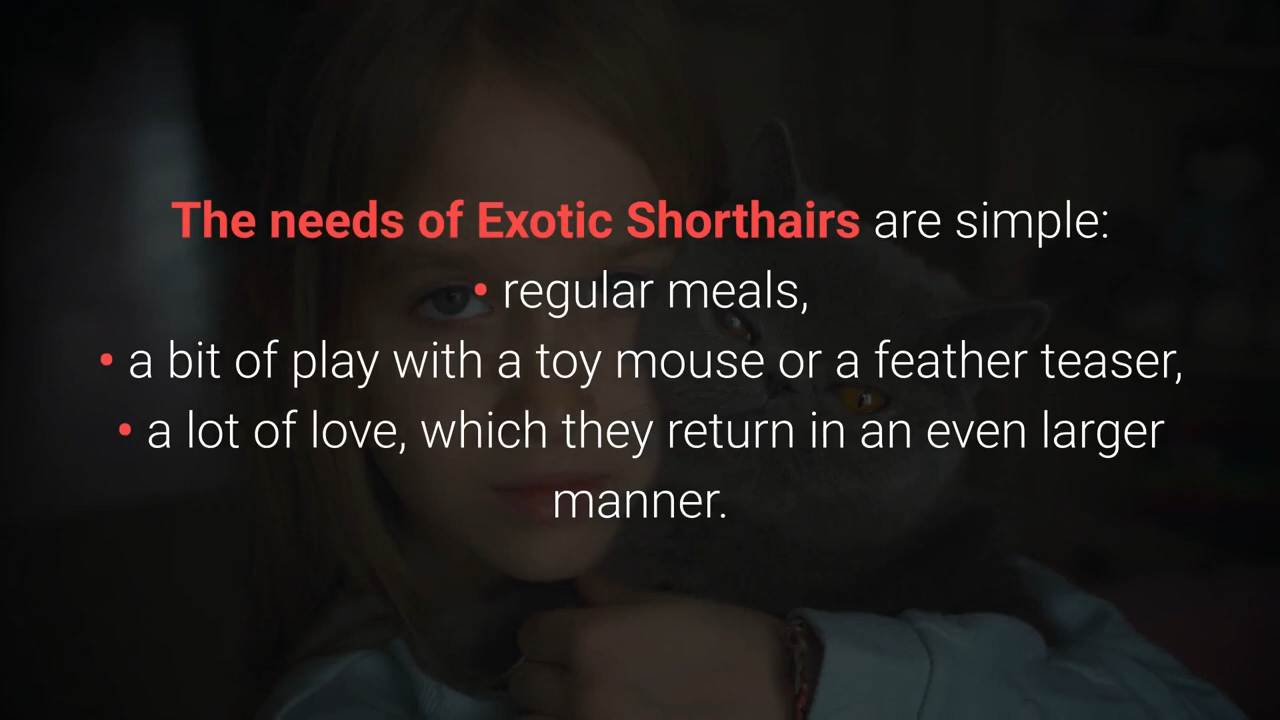 The needs of Exotic Shorthairs are simple:
• regular meals,
• a bit of play with a toy mouse or a feather teaser,
• a lot of love, which they return in an even larger
manner.